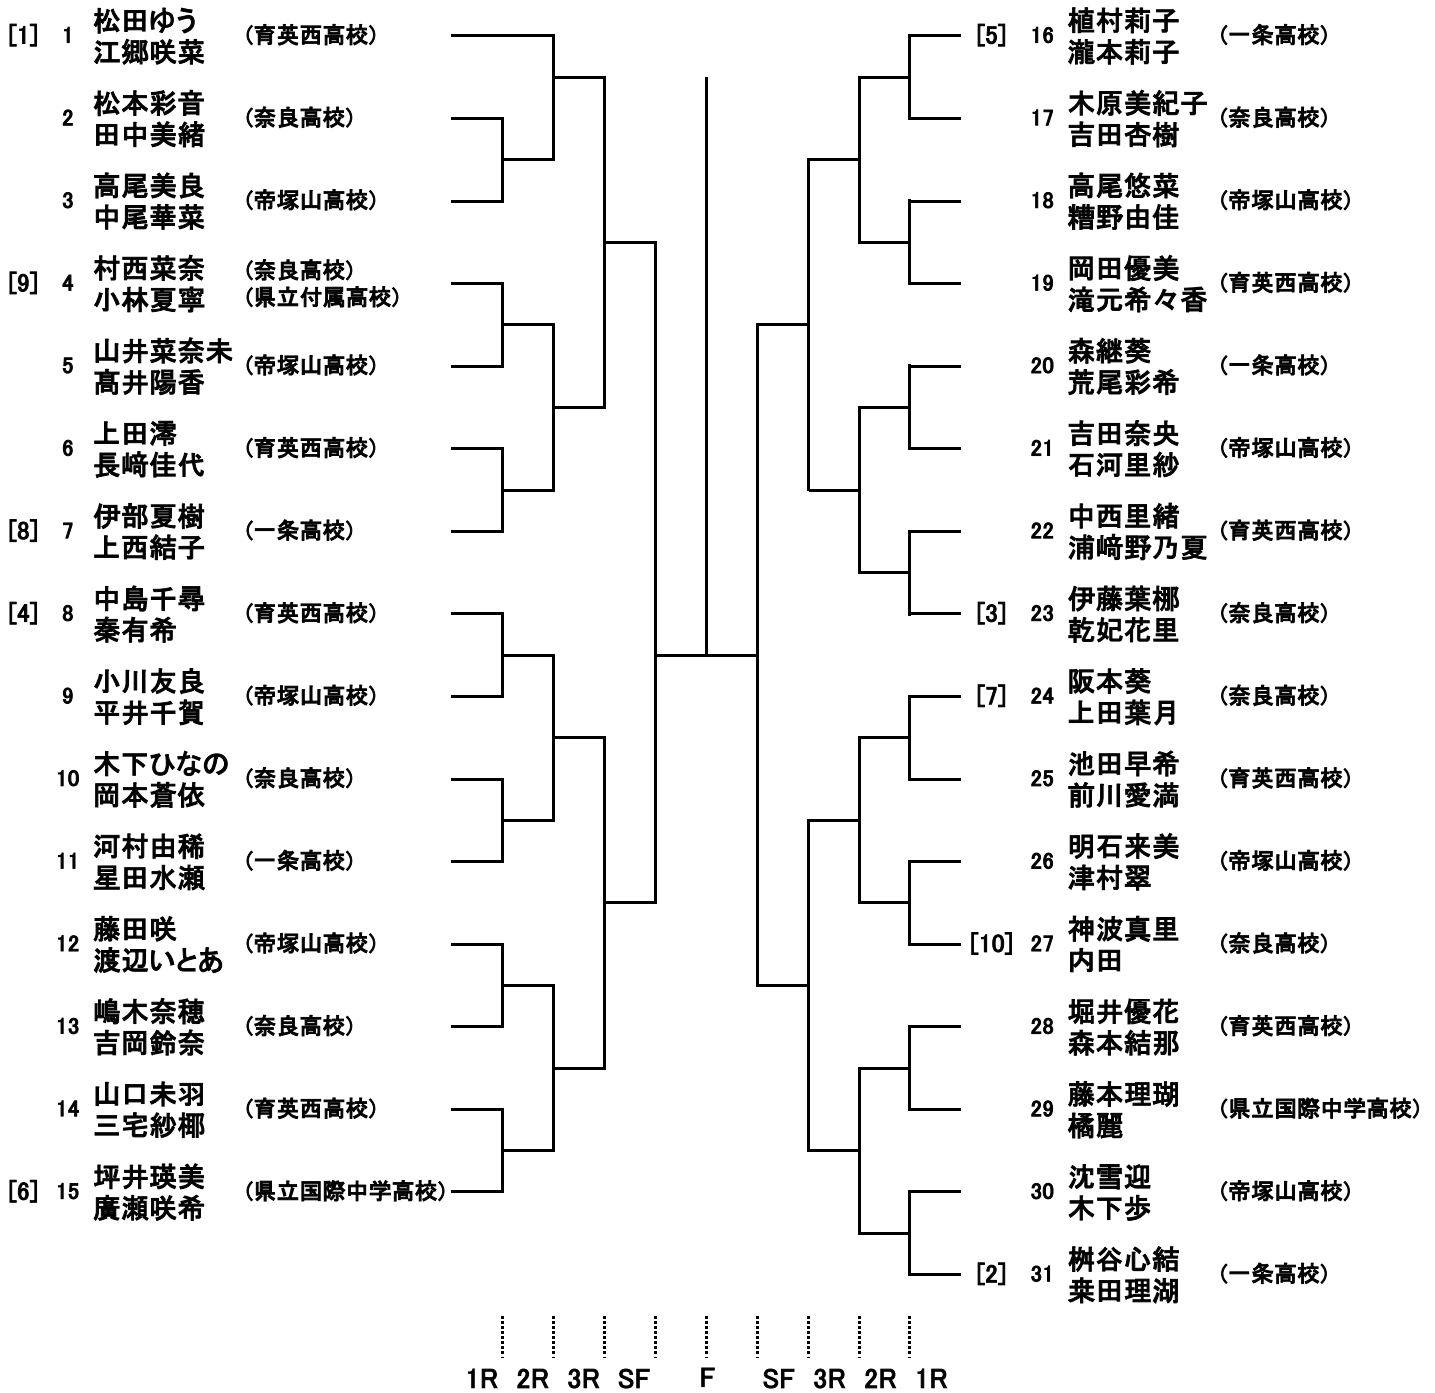 [1] 1 松田ゆう (育英西高校)
江郷咲菜
2 松本彩音 (奈良高校)
田中美緒
3 高尾美良 (帝塚山高校)
中尾華菜
[9] 4 村西菜奈 (奈良高校)
小林夏寧 (県立付属高校)
5 山井菜奈未 (帝塚山高校)
髙井陽香
6 上田澪 (育英西高校)
長﨑佳代
[8] 7 伊部夏樹 (一条高校)
上西結子
[4] 8 中島千尋 (育英西高校)
秦有希
9 小川友良 (帝塚山高校)
平井千賀
10 木下ひなの (奈良高校)
岡本蒼依
11 河村由稀 (一条高校)
星田水瀬
12 藤田咲 (帝塚山高校)
渡辺いとあ
13 嶋木奈穂 (奈良高校)
吉岡鈴奈
14 山口未羽 (育英西高校)
三宅紗椰
[6] 15 坪井瑛美 (県立国際中学高校)
廣瀬咲希
[5] 16 植村莉子 (一条高校)
瀧本莉子
17 木原美紀子 (奈良高校)
吉田杏樹
18 高尾悠菜 (帝塚山高校)
糟野由佳
19 岡田優美 (育英西高校)
滝元希々香
20 森継葵 (一条高校)
荒尾彩希
21 吉田奈央 (帝塚山高校)
石河里紗
22 中西里緒 (育英西高校)
浦﨑野乃夏
[3] 23 伊藤葉梛 (奈良高校)
乾妃花里
[7] 24 阪本葵 (奈良高校)
上田葉月
25 池田早希 (育英西高校)
前川愛満
26 明石来美 (帝塚山高校)
津村翠
[10] 27 神波真里 (奈良高校)
内田
28 堀井優花 (育英西高校)
森本結那
29 藤本理瑚 (県立国際中学高校)
橘麗
30 沈雪迎 (帝塚山高校)
木下歩
[2] 31 桝谷心結 (一条高校)
桒田理湖
1R 2R 3R SF F SF 3R 2R 1R